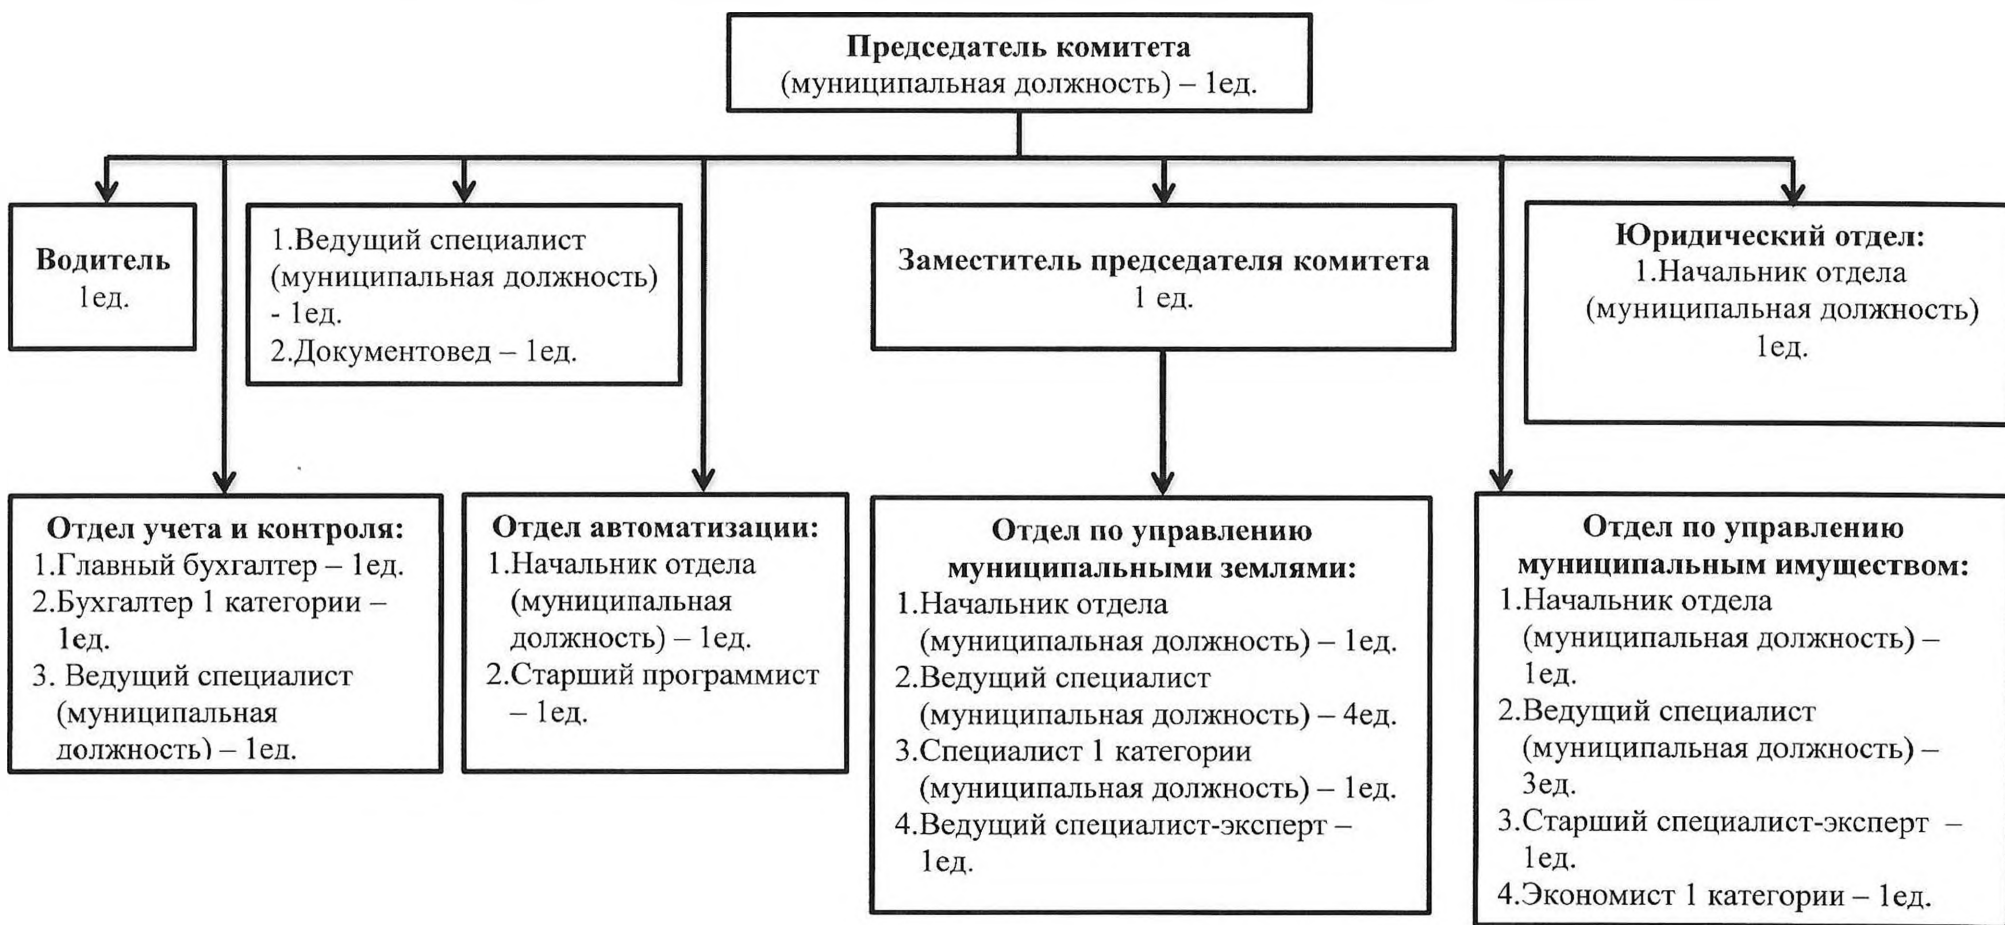 Председатель комитета
(муниципальная должность) – 1ед.
Водитель
1ед.
1.Ведущий специалист
(муниципальная должность)
- 1ед.
2.Документовед – 1ед.
Заместитель председателя комитета
1 ед.
Юридический отдел:
1.Начальник отдела
(муниципальная должность)
1ед.
Отдел учета и контроля:
1.Главный бухгалтер – 1ед.
2.Бухгалтер 1 категории –
1ед.
3. Ведущий специалист
(муниципальная
должность) – 1ед.
Отдел автоматизации:
1.Начальник отдела
(муниципальная
должность) – 1ед.
2.Старший программист
– 1ед.
Отдел по управлению
муниципальными землями:
1.Начальник отдела
(муниципальная должность) – 1ед.
2.Ведущий специалист
(муниципальная должность) – 4ед.
3.Специалист 1 категории
(муниципальная должность) – 1ед.
4.Ведущий специалист-эксперт –
1ед.
Отдел по управлению
муниципальным имуществом:
1.Начальник отдела
(муниципальная должность) –
1ед.
2.Ведущий специалист
(муниципальная должность) –
3ед.
3.Старший специалист-эксперт –
1ед.
4.Экономист 1 категории – 1ед.